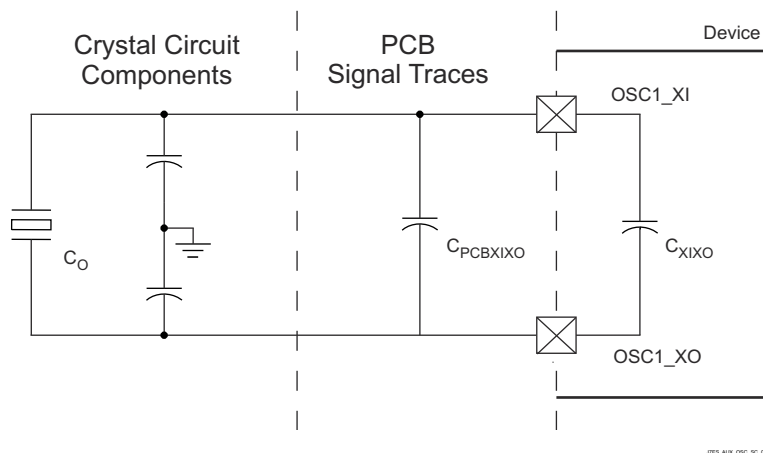 Crystal Circuit
Components
PCB
Signal Traces
Device
OSC1_XI
C_O
C_PCBXIXO
C_XIXO
OSC1_XO